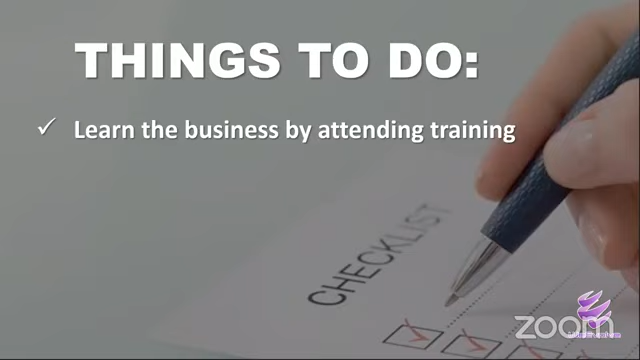 THINGS TO DO:
✓ Learn the business by attending training
CHECKLIST
zoom